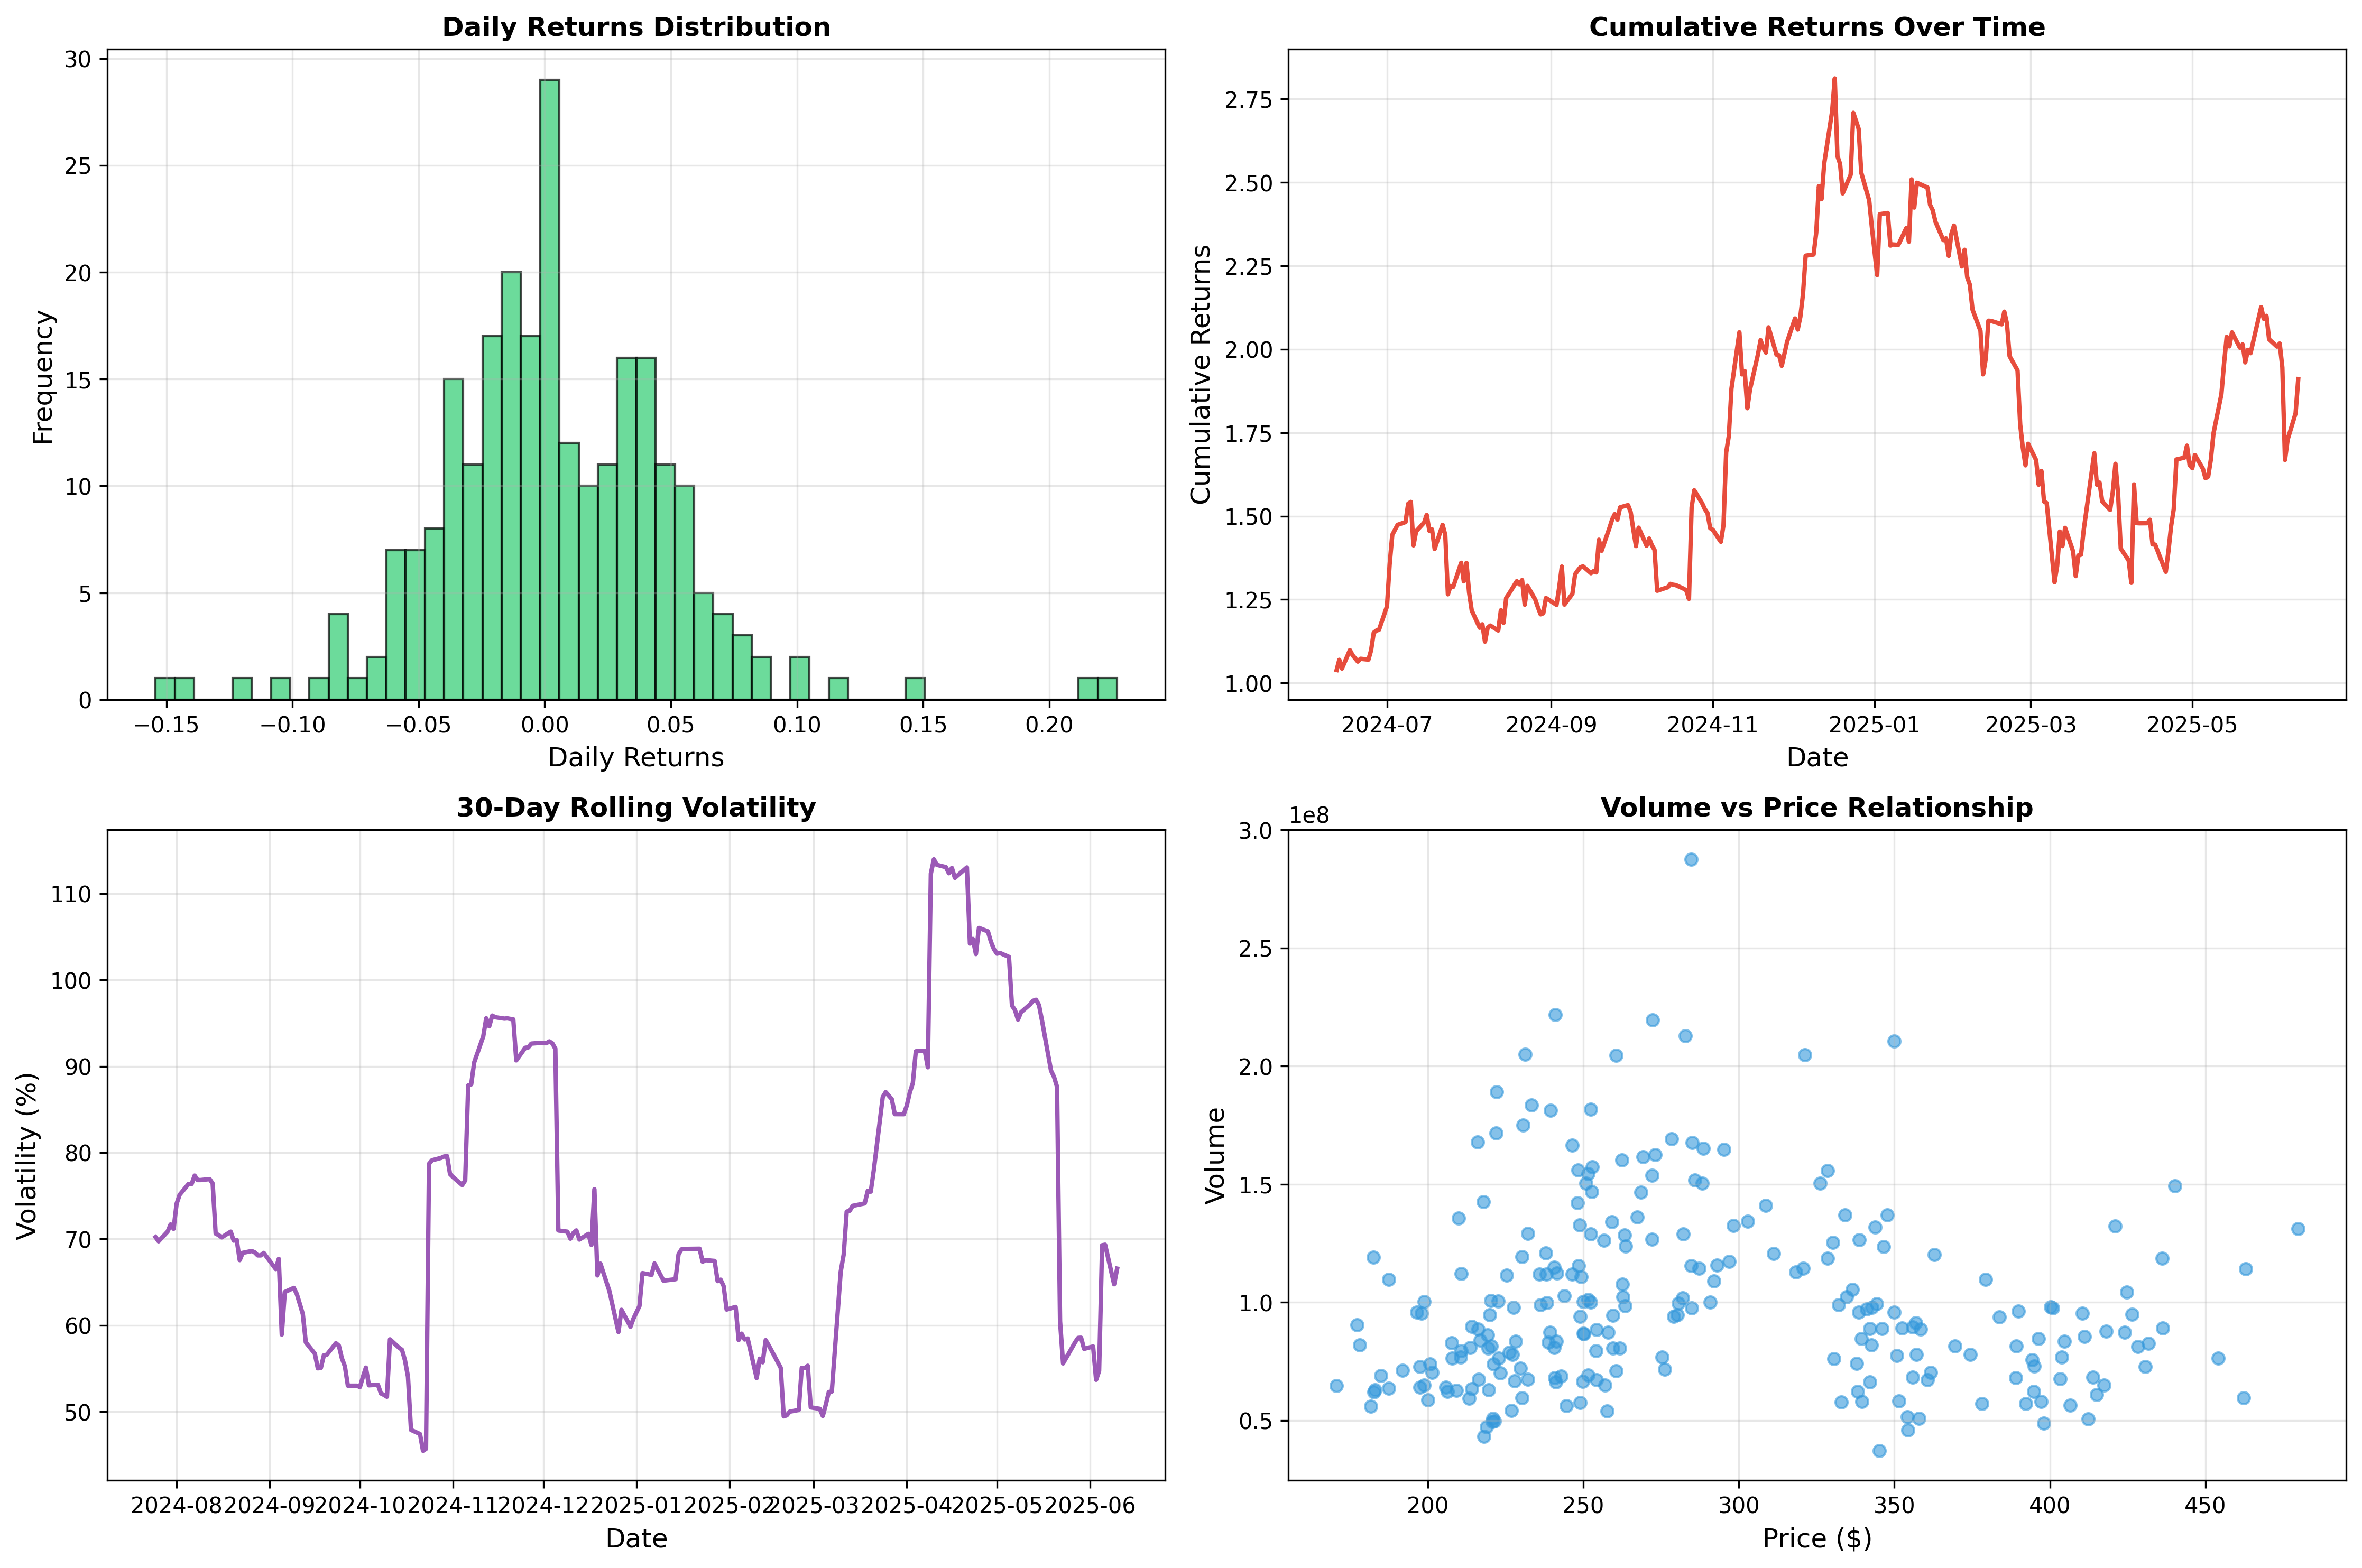 Daily Returns Distribution
30
25
20
15
10
5
0
Frequency
−0.15 −0.10 −0.05 0.00 0.05 0.10 0.15 0.20
Daily Returns
Cumulative Returns Over Time
2.75
2.50
2.25
2.00
1.75
1.50
1.25
1.00
Cumulative Returns
2024-07 2024-09 2024-11 2025-01 2025-03 2025-05
Date
30-Day Rolling Volatility
110
100
90
80
70
60
50
Volatility (%)
2024-08 2024-09 2024-10 2024-11 2024-12 2025-01 2025-02 2025-03 2025-04 2025-05 2025-06
Date
Volume vs Price Relationship
1e8
3.0
2.5
2.0
1.5
1.0
0.5
Volume
200 250 300 350 400 450
Price ($)